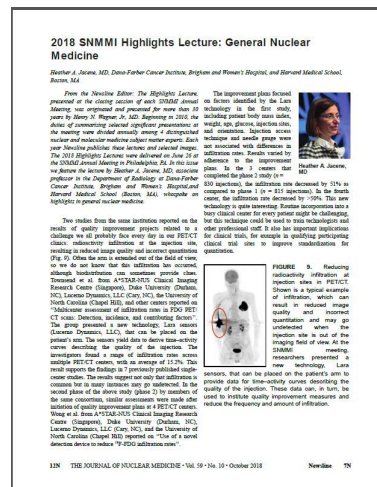 2018 SNMMI Highlights Lecture: General Nuclear
Medicine
Heather A. Jacene, MD, Dana-Farber Cancer Institute, Brigham and Women's Hospital, and Harvard Medical School,
Boston, MA
From the Newsline Editor: The Highlights Lecture,
presented at the closing session of each SNMMI Annual
Meeting, was originated and presented for more than 30
years by Henry N. Wagner, Jr., MD. Beginning in 2010, the
duties of summarizing selected significant presentations at
the meeting were divided annually among 4 distinguished
nuclear and molecular medicine subject matter experts. Each
year Newsline publishes these lectures and selected images.
The 2018 Highlights Lectures were delivered on June 26 at
the SNMMI Annual Meeting in Philadelphia, PA. In this issue
we feature the lecture by Heather A. Jacene, MD, associate
professor in the Department of Radiology at Dana-Farber
Cancer Institute, Brigham and Women's Hospital, and
Harvard Medical School (Boston, MA), who spoke on
highlights in general nuclear medicine.
Two studies from the same institution reported on the
results of quality improvement projects related to a
challenge we all probably face every day in our PET/CT
clinics: radioactivity infiltration at the injection site,
resulting in reduced image quality and incorrect quantitation
(Fig. 9). Often the arm is extended out of the field of view,
so we do not know that this infiltration has occurred,
although biodistribution can sometimes provide clues.
Townsend et al. from A*STAR-NUS Clinical Imaging
Research Centre (Singapore), Duke University (Durham,
NC), Lucerno Dynamics, LLC (Cary, NC), the University of
North Carolina (Chapel Hill), and other centers reported on
"Multicenter assessment of infiltration rates in FDG PET-
CT scans: Detection, incidence, and contributing factors".
The group presented a new technology, Lara sensors
(Lucerno Dynamics, LLC), that can be placed on the
patient's arm. The sensors yield data to derive time–activity curves
describing the quality of the injection. The
investigators found a range of infiltration rates across
multiple PET/CT centers, with an average of 15.2%. This
result supports the findings in 7 previously published single-
center studies. The results suggest not only that infiltration is
common but in many instances may go undetected. In the
second phase of the above study (phase 2) by members of
the same consortium, similar assessments were made after
initiation of quality improvement plans at 4 PET/CT centers.
Wong et al. from A*STAR-NUS Clinical Imaging Research
Centre (Singapore), Duke University (Durham, NC),
Lucerno Dynamics, LLC (Cary, NC), and the University of
North Carolina (Chapel Hill) reported on "Use of a novel
detection device to reduce 18F-FDG infiltration rates".
The improvement plans focused
on factors identified by the Lara
technology in the first study,
including patient body mass index,
weight, age, glucose, injection sites,
and orientation. Injection access
technique and needle gauge were
not associated with differences in
infiltration rates. Results varied by
adherence to the improvement
plans. In the 3 centers that
completed the phase 2 study (n =
830 injections), the infiltration rate decreased by 51% as
compared to phase 1 (n = 815 injections). In the fourth
center, the infiltration rate decreased by >50%. This new
technology is quite interesting. Routine incorporation into a
busy clinical center for every patient might be challenging,
but this technique could be used to train technologists and
other professional staff. It also has important implications
for clinical trials, for example in qualifying participating
clinical trial sites to improve standardization for
quantitation.
Heather A. Jacene,
MD
FIGURE 9. Reducing
radioactivity infiltration at
injection sites in PET/CT.
Shown is a typical example
of infiltration, which can
result in reduced image
quality and incorrect
quantitation and may go
undetected when the
injection site is out of the
imaging field of view. At the
SNMMI meeting,
researchers presented a
new technology, Lara
sensors, that can be placed on the patient's arm to
provide data for time–activity curves describing the
quality of the injection. These data can, in turn, be
used to institute quality improvement measures and
reduce the frequency and amount of infiltration.
12N THE JOURNAL OF NUCLEAR MEDICINE • Vol. 59 • No. 10 • October 2018 Newsline 7N